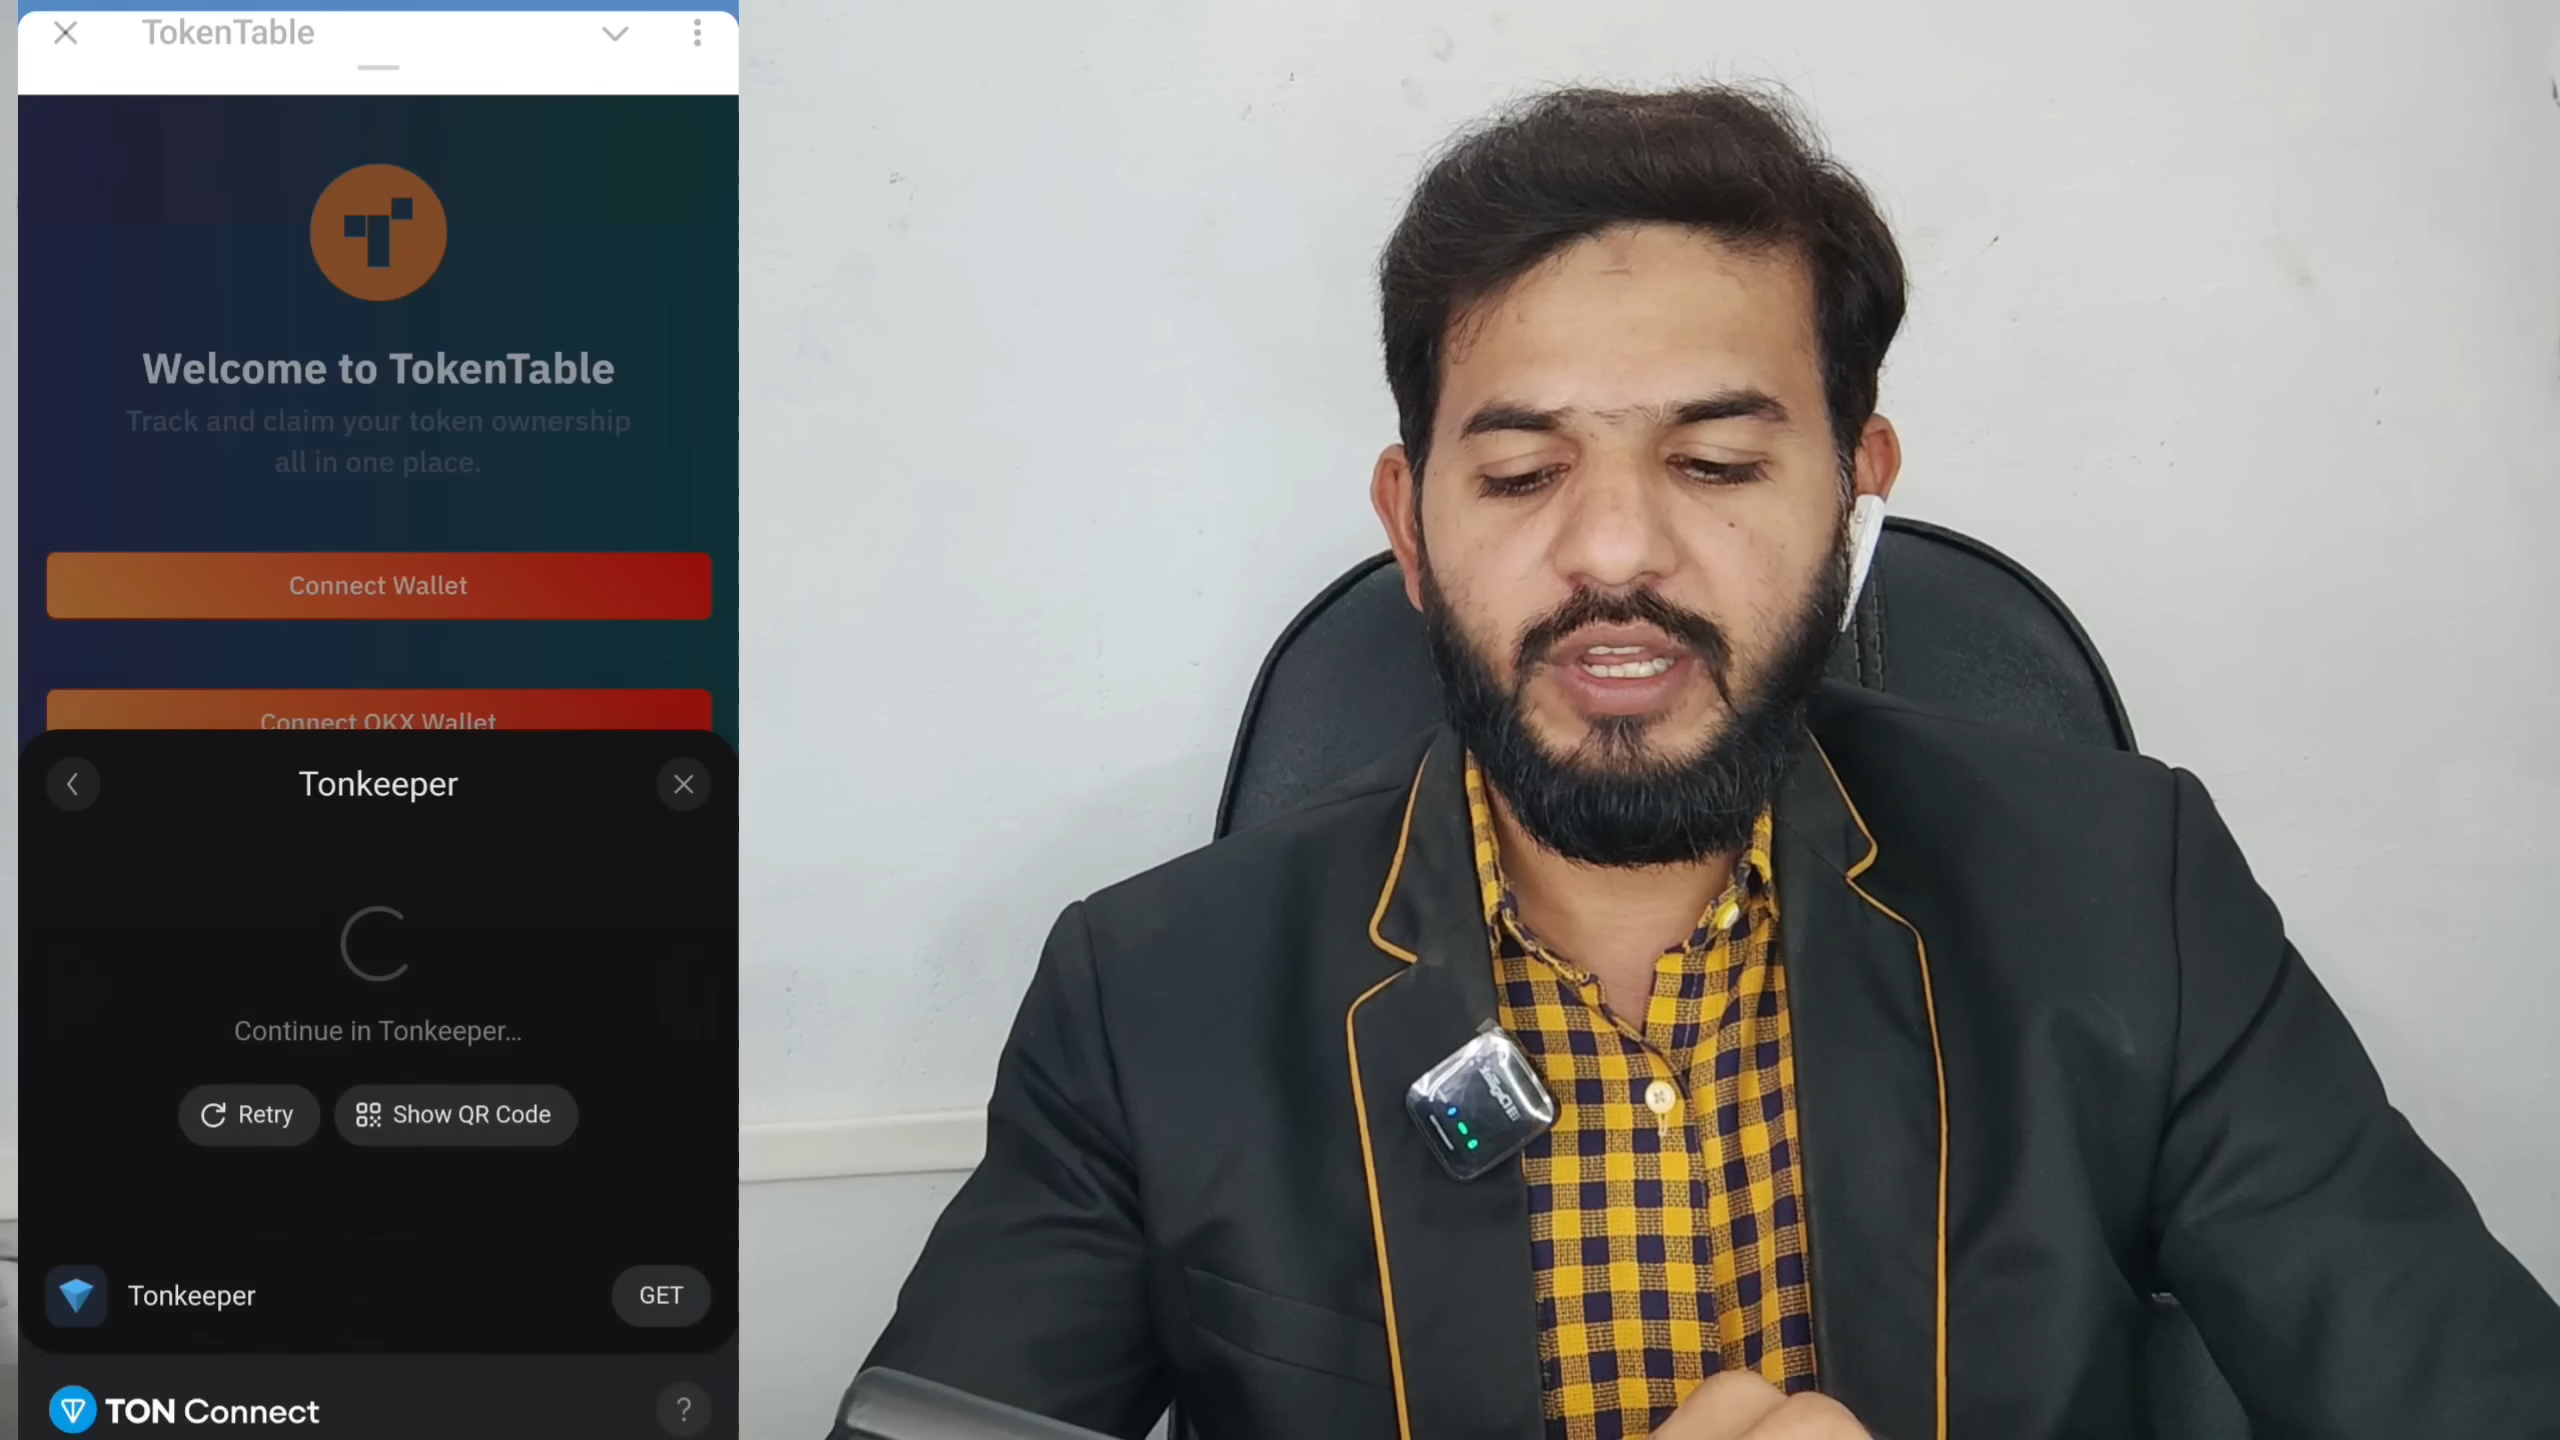 TokenTable
Welcome to TokenTable
Track and claim your token ownership
all in one place.
Connect Wallet
Connect OKX Wallet
Tonkeeper
Continue in Tonkeeper...
Retry
Show QR Code
Tonkeeper
GET
TON Connect
?